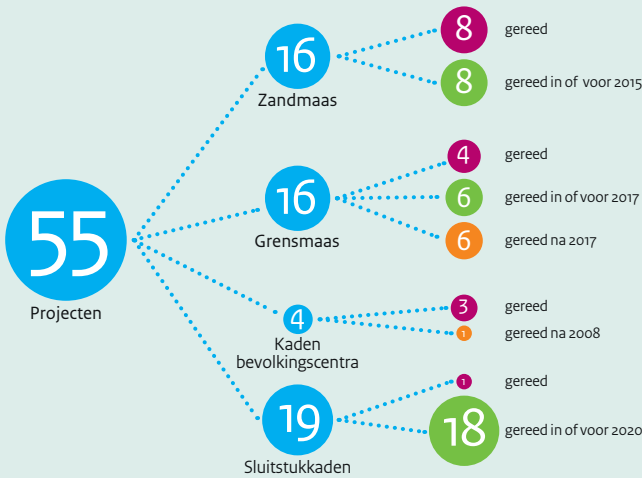 55
Projecten
16
Zandmaas
8
gereed
8
gereed in of voor 2015
16
Grensmaas
4
gereed
6
gereed in of voor 2017
6
gereed na 2017
4
Kaden
bevolkingscentra
3
gereed
1
gereed na 2008
19
Sluitstukkaden
1
gereed
18
gereed in of voor 2020